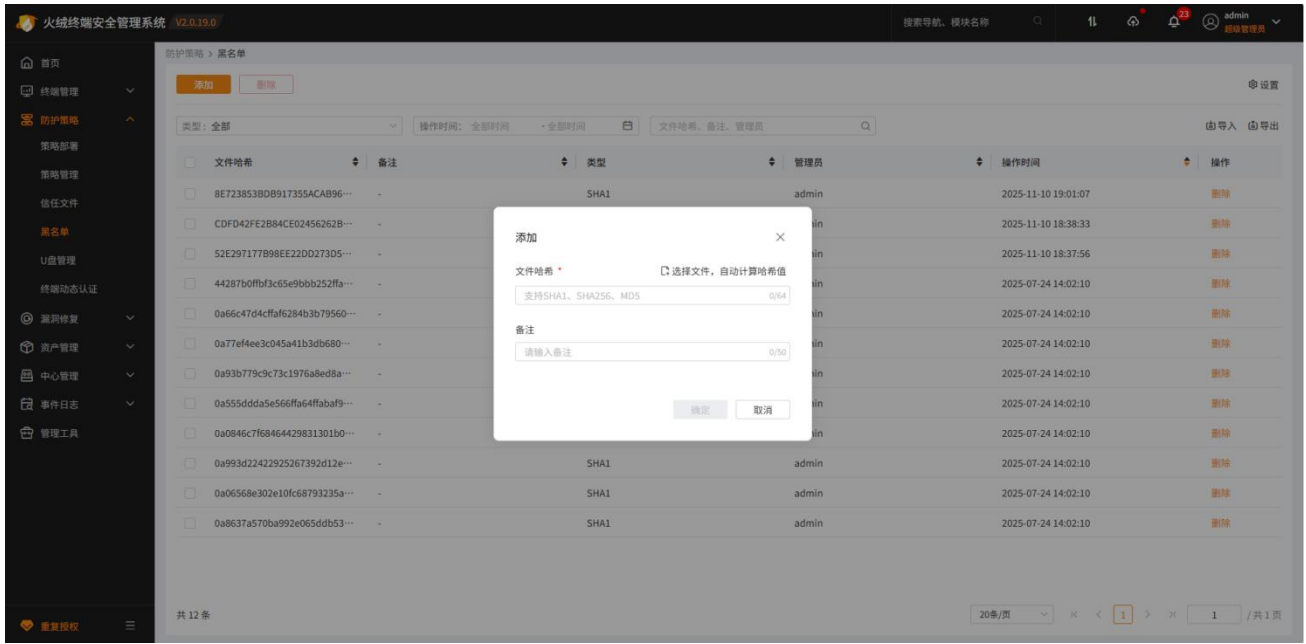 火绒终端安全管理系统 V2.0.19.0 搜索导航、模块名称 23 admin 超级管理员
首页
终端管理
防护策略
策略部署
策略管理
信任文件
黑名单
U盘管理
终端动态认证
漏洞修复
资产管理
中心管理
事件日志
管理工具
重复授权
防护策略 > 黑名单
添加 删除 设置
类型: 全部 操作时间: 全部时间 - 全部时间 文件哈希、备注、管理员 导入 导出
文件哈希 备注 类型 管理员 操作时间 操作
8E723853BDB917355ACAB96… - SHA1 admin 2025-11-10 19:01:07 删除
CDFD42FE2B84CE02456262B… - in 2025-11-10 18:38:33 删除
52E297177B98EE22DD273D5… - in 2025-11-10 18:37:56 删除
44287b0ffbf3c65e9bbb252ffa… - in 2025-07-24 14:02:10 删除
0a66c47d4cffaf6284b3b79560… - in 2025-07-24 14:02:10 删除
0a77ef4ee3c045a41b3db680… - in 2025-07-24 14:02:10 删除
0a93b779c9c73c1976a8ed8a… - in 2025-07-24 14:02:10 删除
0a555ddda5e566ffa64ffabaf9… - in 2025-07-24 14:02:10 删除
0a0846c7f68464429831301b0… - in 2025-07-24 14:02:10 删除
0a993d22422925267392d12e… - SHA1 admin 2025-07-24 14:02:10 删除
0a06568e302e10fc68793235a… - SHA1 admin 2025-07-24 14:02:10 删除
0a8637a570ba992e065ddb53… - SHA1 admin 2025-07-24 14:02:10 删除
添加
文件哈希 * 选择文件，自动计算哈希值
支持SHA1、SHA256、MD5 0/64
备注
请输入备注 0/50
确定 取消
共 12 条 20条/页 1 1 / 共 1 页